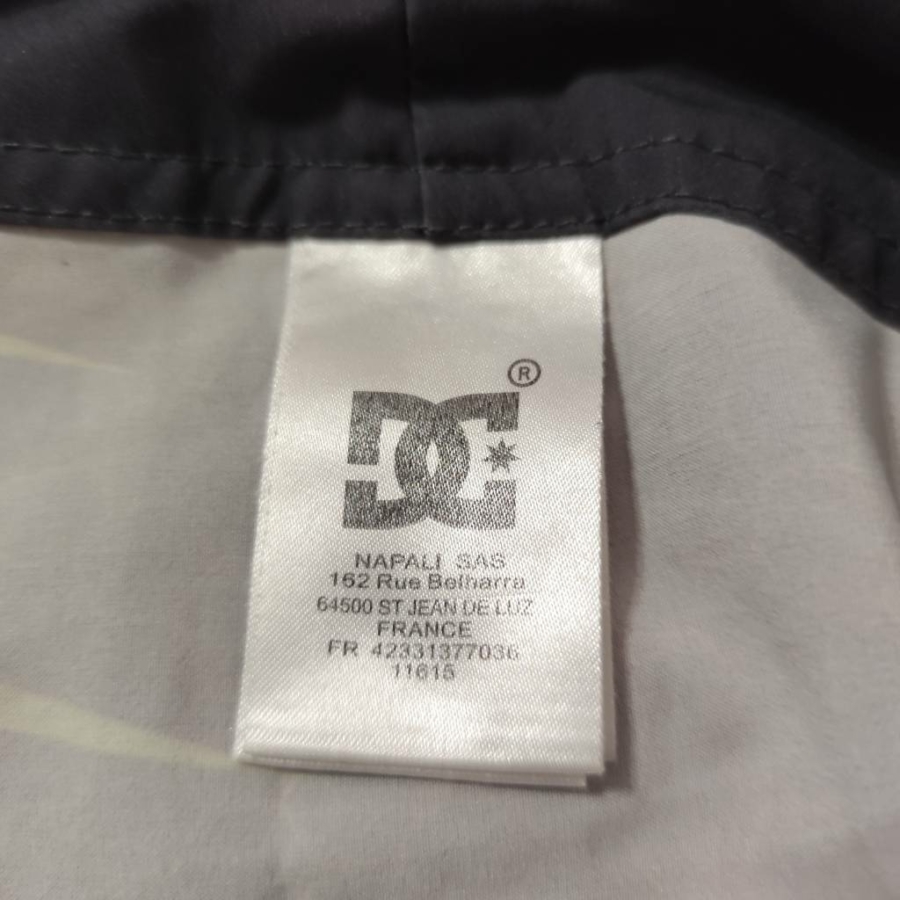 ®
DC
NAPALI SAS
162 Rue Belharra
64500 ST JEAN DE LUZ
FRANCE
FR 42331377036
11615